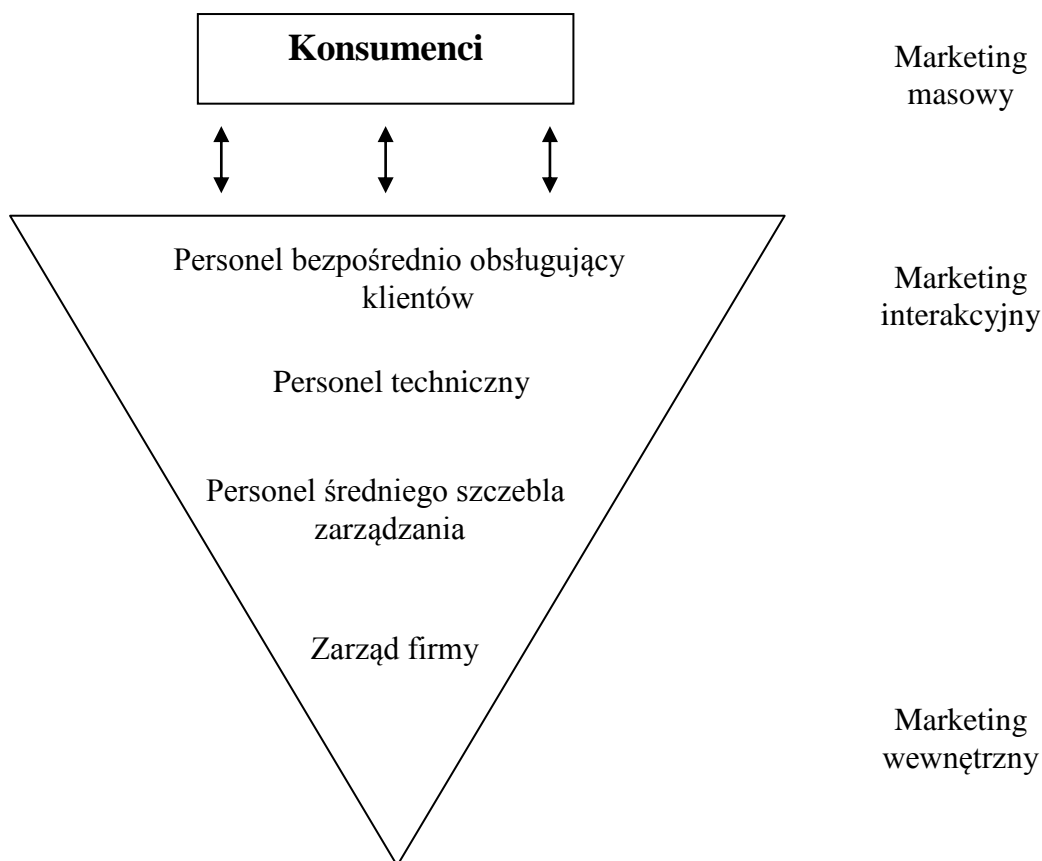 Konsumenci
Marketing
masowy
Personel bezpośrednio obsługujący
klientów
Marketing
interakcyjny
Personel techniczny
Personel średniego szczebla
zarządzania
Zarząd firmy
Marketing
wewnętrzny